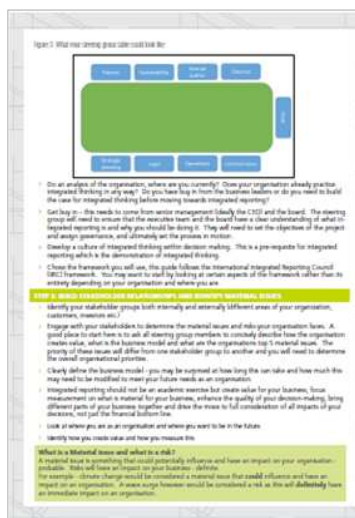 Figure 2: What your steering group table could look like
Finance
Sustainability
Internal
Strategic
planning
Legal
Operations
Communications
Do an analysis of the organisation, where are you currently? Does your organisation already practice
integrated thinking in any way? Do you have buy in from the business leaders or do you need to build
the case for integrated thinking before moving towards integrated reporting?
Get buy in – this needs to come from senior management (ideally the CEO) and the board. The steering
group will need to ensure that the executive team and the board have a clear understanding of what in-
tegrated reporting is and why you should be doing it. They will need to set the objectives of the project
and assign governance, and ultimately set the process in motion.
Develop a culture of integrated thinking within decision making. This is a pre-requisite for integrated
reporting which is the demonstration of integrated thinking.
Chose the framework you will use, this guide follows the International Integrated Reporting Council
(IIRC) framework. You may want to start by looking at certain aspects of the framework rather than its
entirety depending on your organisation and where you are.
STEP 2: BUILD STAKEHOLDER RELATIONSHIPS AND IDENTIFY MATERIAL ISSUES
Identify your stakeholder groups both internally and externally (different areas of your organisation,
customers, investors etc.)
Engage with your stakeholders to determine the material issues and risks your organisation faces. A
good place to start here is to ask all steering group members to concisely describe how the organisation
creates value, what is the business model and what are the organisations top 5 material issues. The
priority of these issues will differ from one stakeholder group to another and you will need to determine
the overall organisational priorities.
Clearly define the business model – you may be surprised at how long this can take and how much this
may need to be modified to meet your future needs as an organisation.
Integrated reporting should not be an academic exercise but create value for your business, focus
measurement on what is material for your business, enhance the quality of your decision-making, bring
different parts of your business together and drive the move to full consideration of all impacts of your
decisions, not just the financial bottom line.
Look at where you are as an organisation and where you want to be in the future
Identify how you create value and how you measure this
What is a Material issue and what is a risk?
A material issue is something that could potentially influence and have an impact on your organisation -
probable. Risks will have an impact on your business - definite.
For example - climate change would be considered a material issue that could influence and have an
impact on an organisation. A wave surge however would be considered a risk as this will definitely have
an immediate impact on an organisation.